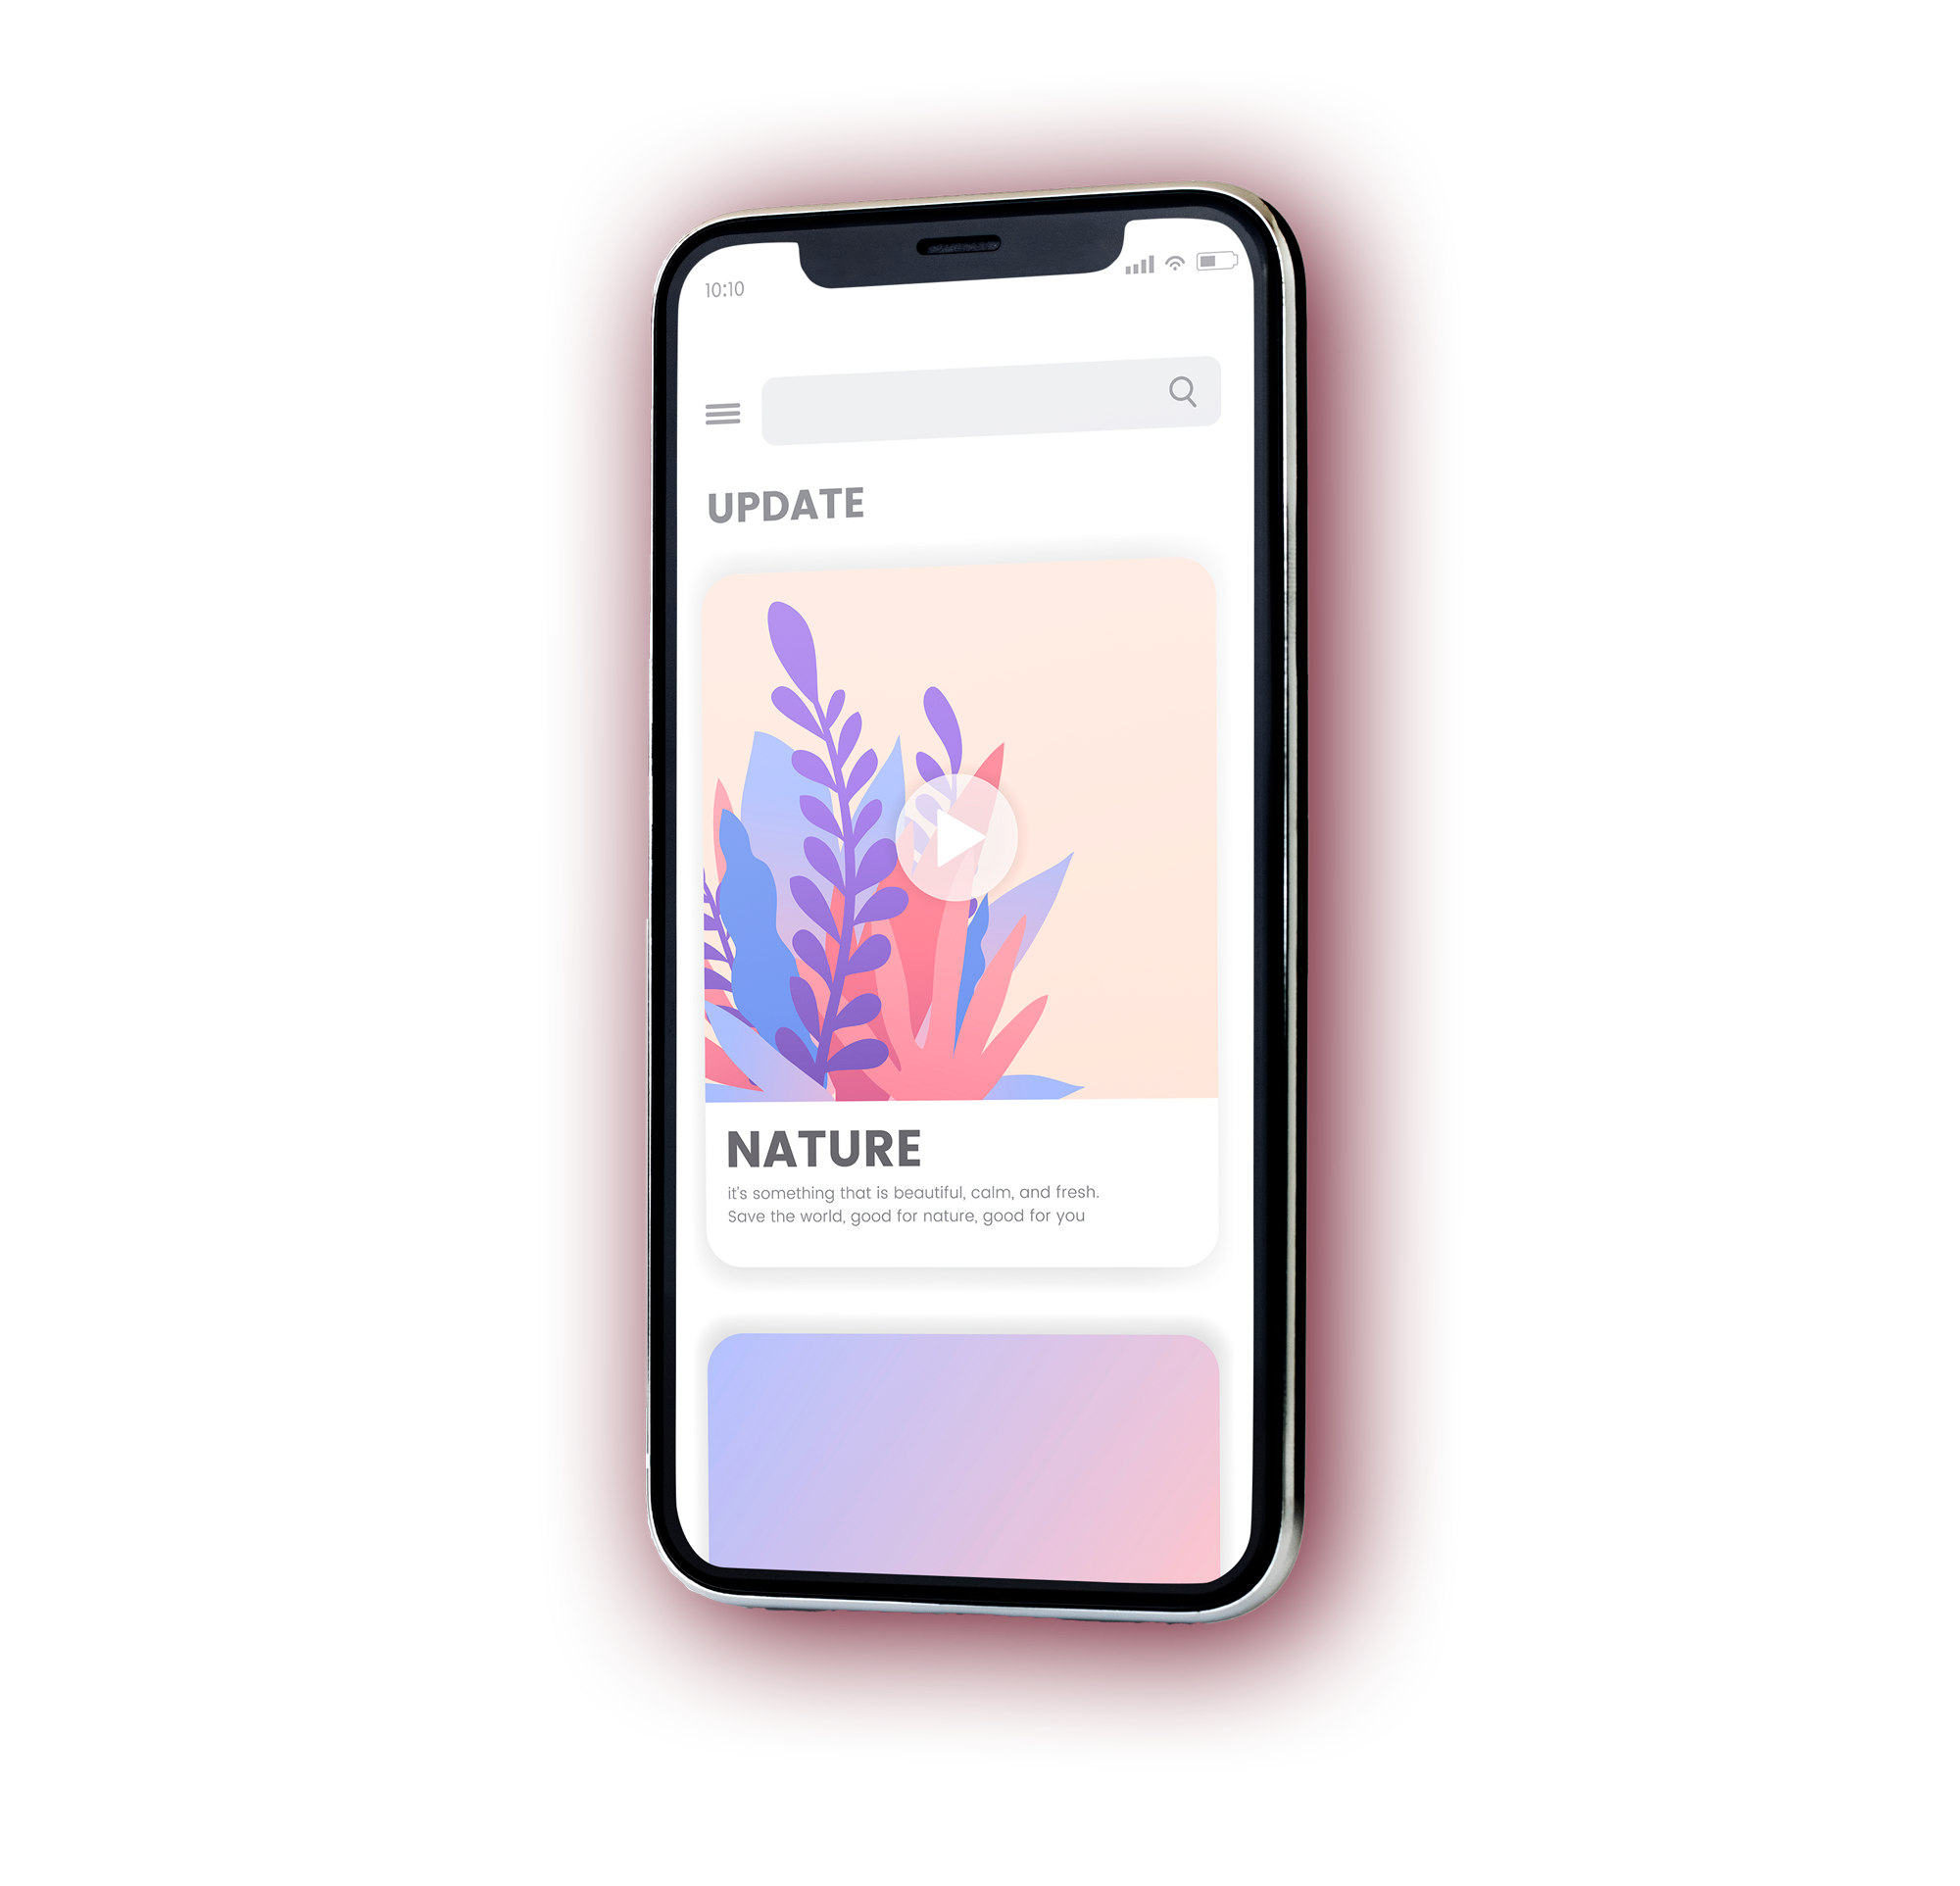 10:10
UPDATE
NATURE
it's something that is beautiful, calm, and fresh.
Save the world, good for nature, good for you